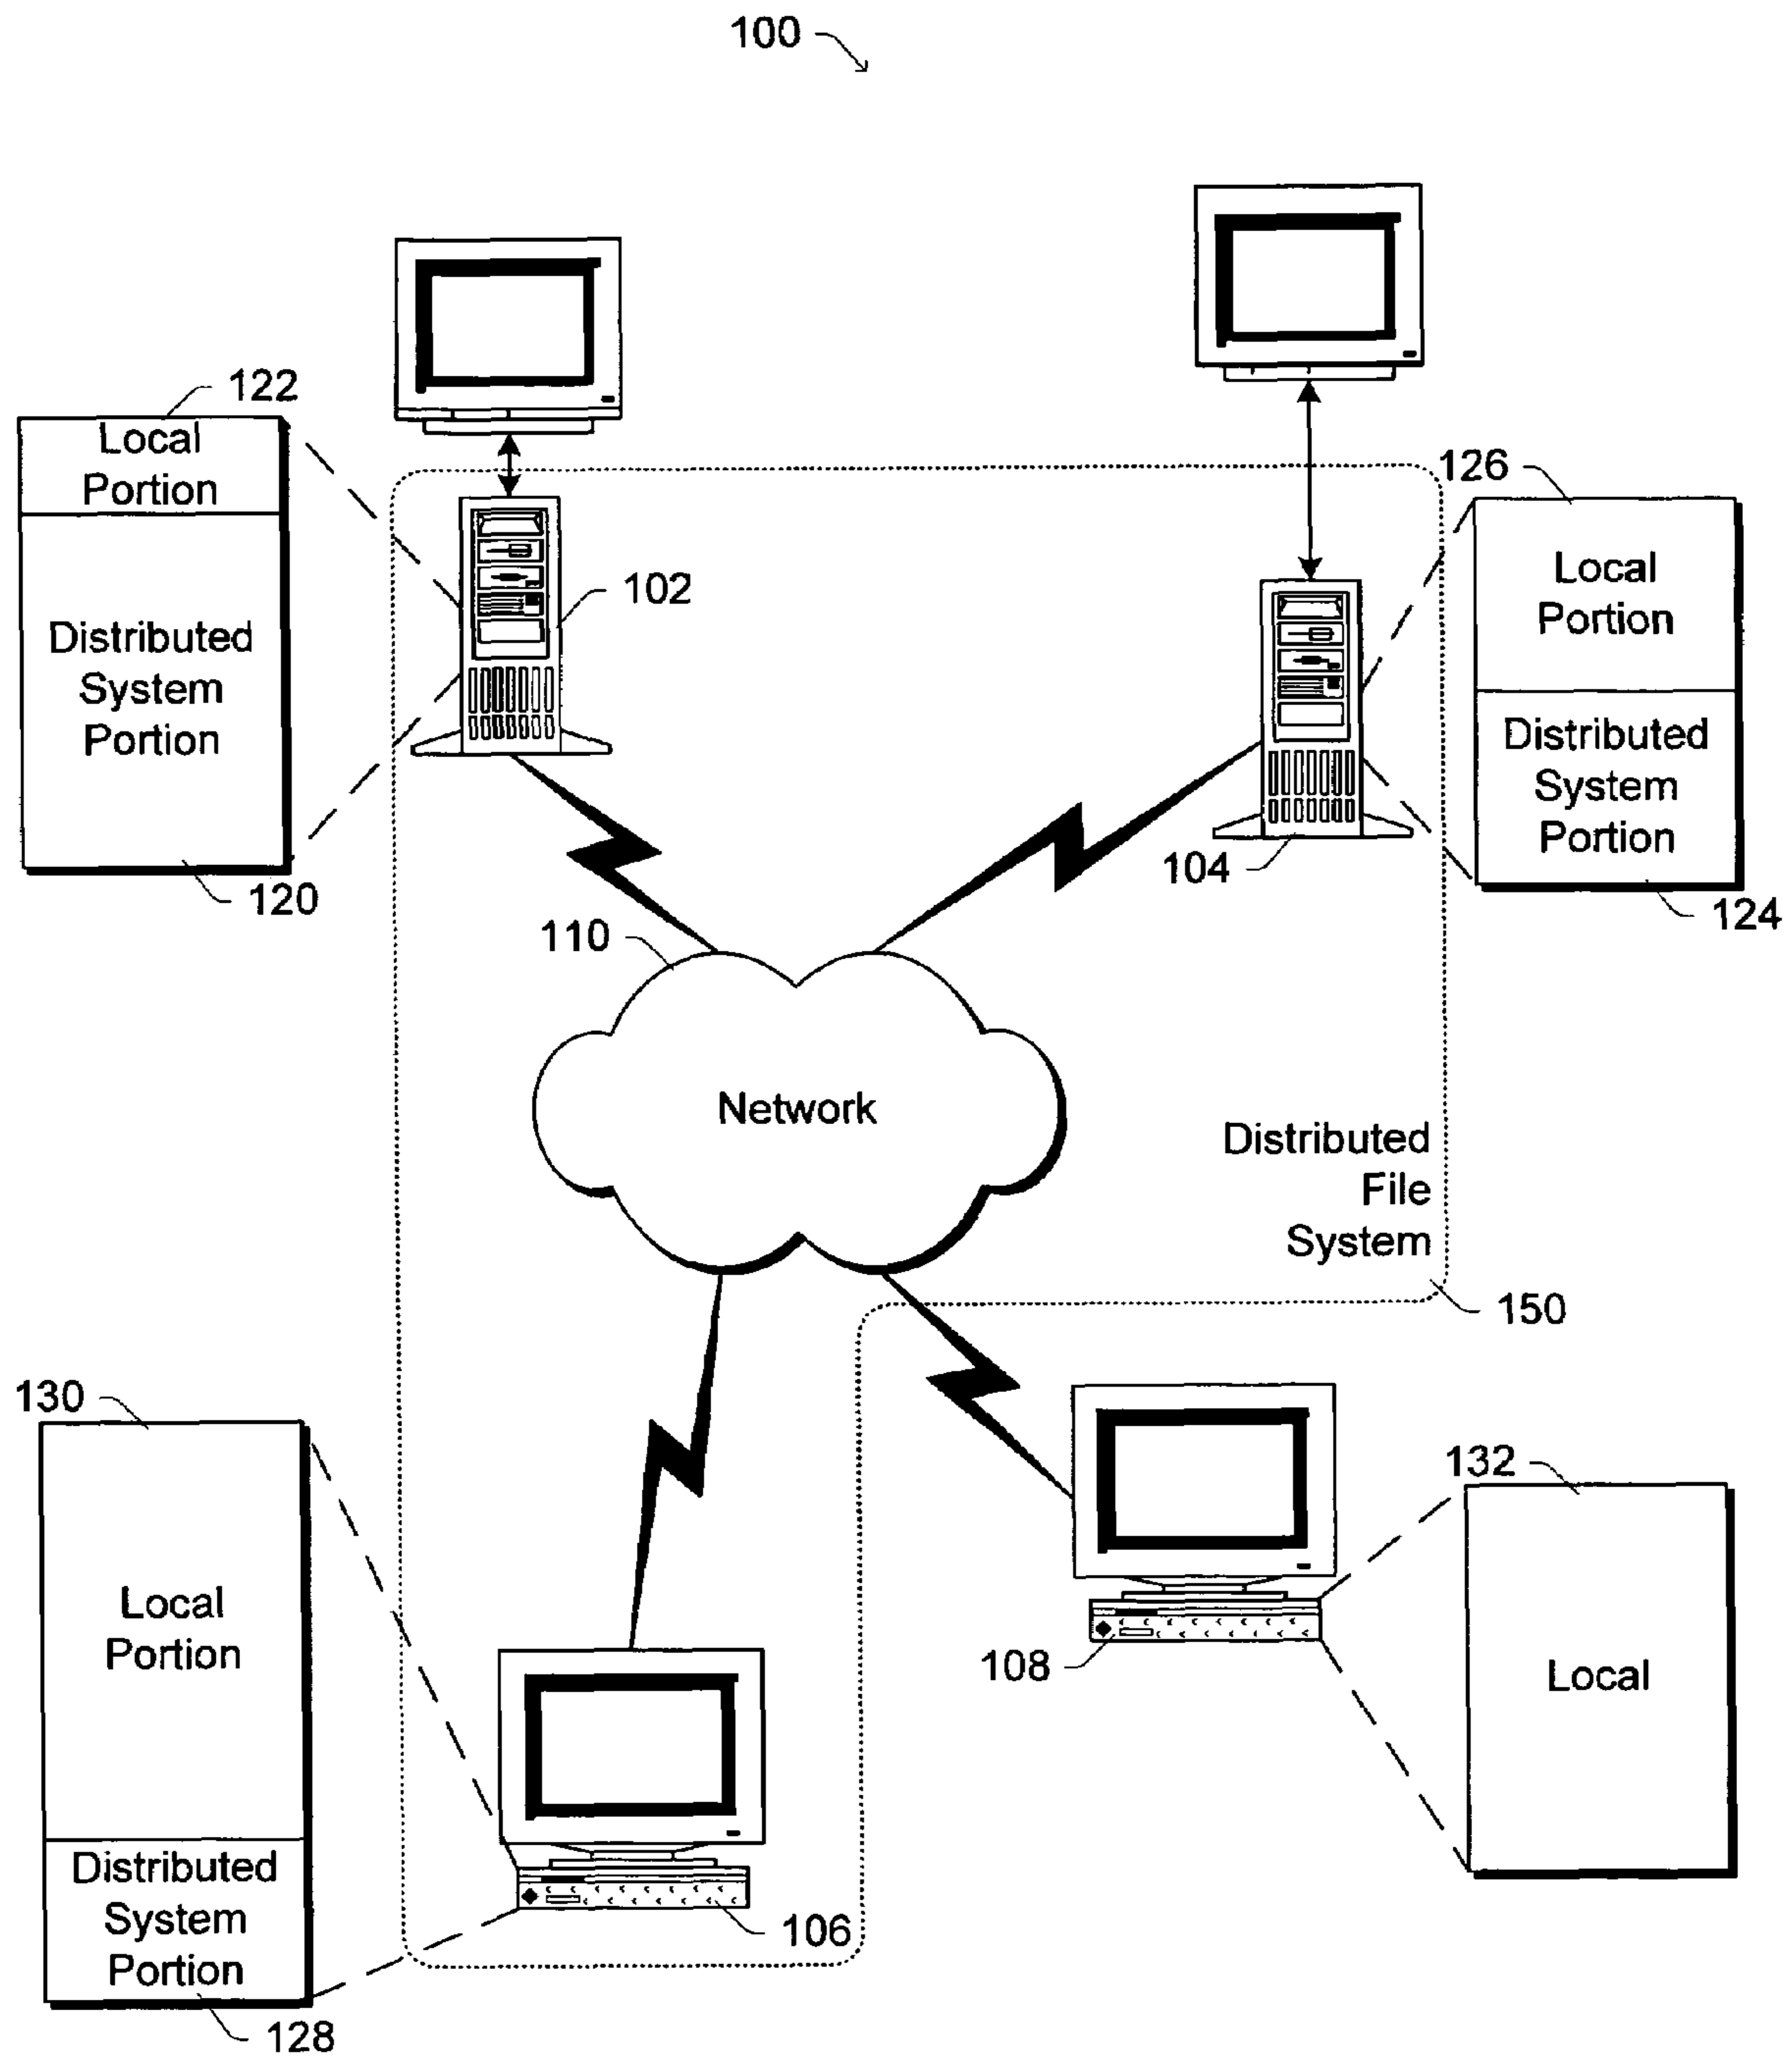 100
122
Local
Portion
Distributed
System
Portion
120
102
126
Local
Portion
Distributed
System
Portion
124
104
110
Network
Distributed
File
System
150
130
Local
Portion
Distributed
System
Portion
128
106
108
132
Local